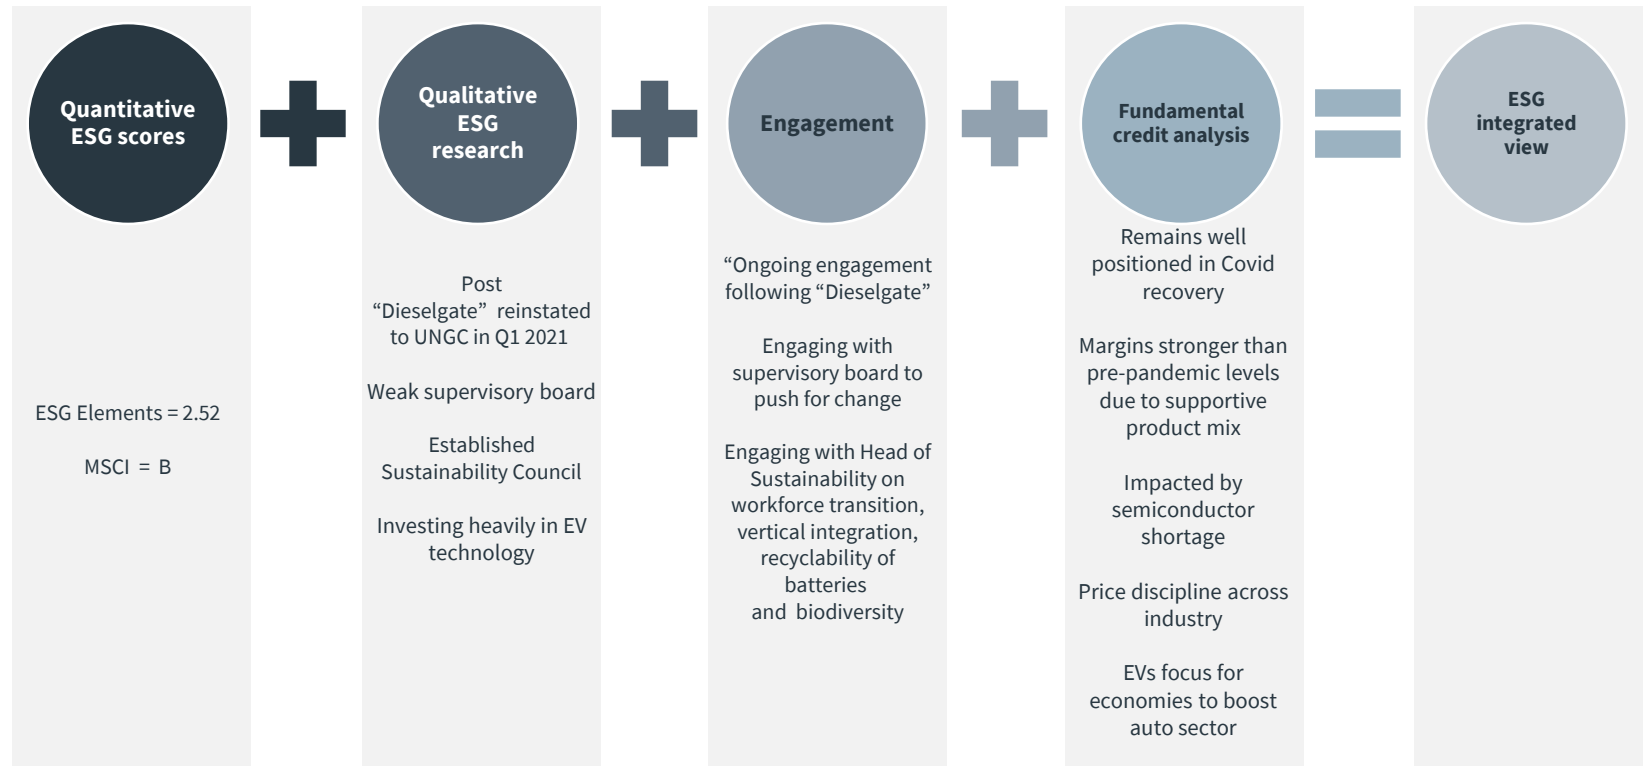 Quantitative
ESG scores
ESG Elements = 2.52
MSCI = B
Qualitative
ESG
research
Post
“Dieselgate” reinstated
to UNGC in Q1 2021
Weak supervisory board
Established
Sustainability Council
Investing heavily in EV
technology
Engagement
“Ongoing engagement
following “Dieselgate”
Engaging with
supervisory board to
push for change
Engaging with Head of
Sustainability on
workforce transition,
vertical integration,
recyclability of
batteries
and biodiversity
Fundamental
credit analysis
Remains well
positioned in Covid
recovery
Margins stronger than
pre-pandemic levels
due to supportive
product mix
Impacted by
semiconductor
shortage
Price discipline across
industry
EVs focus for
economies to boost
auto sector
ESG
integrated
view